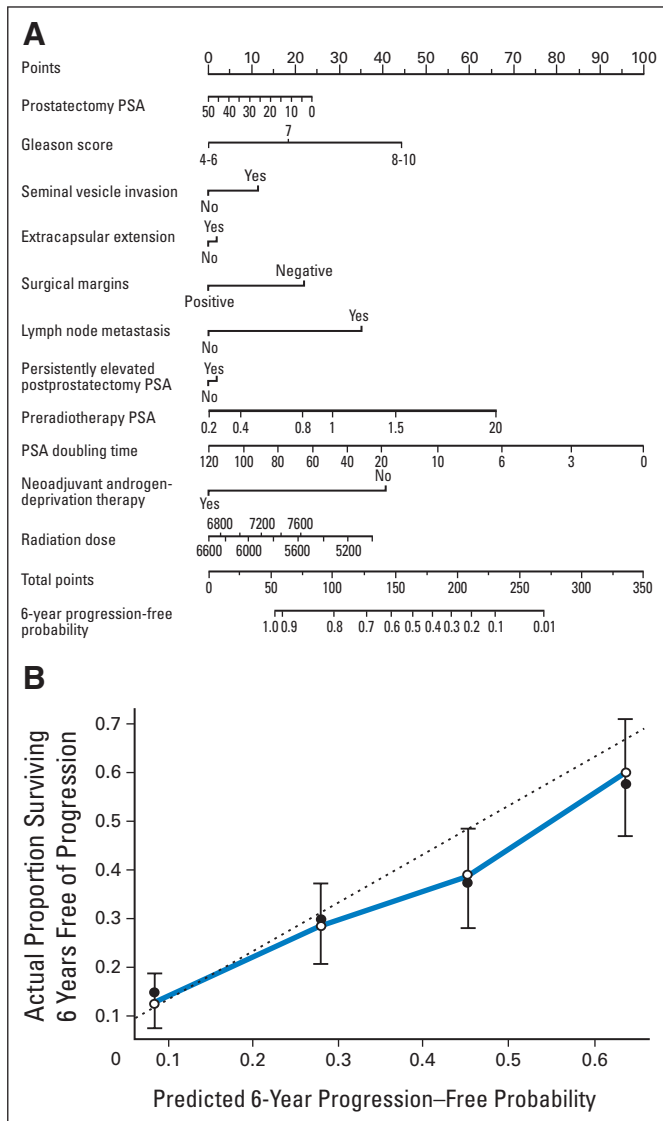 A
Points
0 10 20 30 40 50 60 70 80 90 100
Prostatectomy PSA
50 40 30 20 10 0
Gleason score
7
4-6 8-10
Seminal vesicle invasion
Yes
No
Extracapsular extension
Yes
No
Surgical margins
Negative
Positive
Lymph node metastasis
Yes
No
Persistently elevated
postprostatectomy PSA
Yes
No
Preradiotherapy PSA
0.2 0.4 0.8 1 1.5 20
PSA doubling time
120 100 80 60 40 20 10 6 3 0
Neoadjuvant androgen-
deprivation therapy
No
Yes
Radiation dose
6800 7200 7600
6600 6000 5600 5200
Total points
0 50 100 150 200 250 300 350
6-year progression-free
probability
1.0 0.9 0.8 0.7 0.6 0.5 0.4 0.3 0.2 0.1 0.01
B
Actual Proportion Surviving
6 Years Free of Progression
0.7
0.6
0.5
0.4
0.3
0.2
0.1
0 0.1 0.2 0.3 0.4 0.5 0.6
Predicted 6-Year Progression–Free Probability